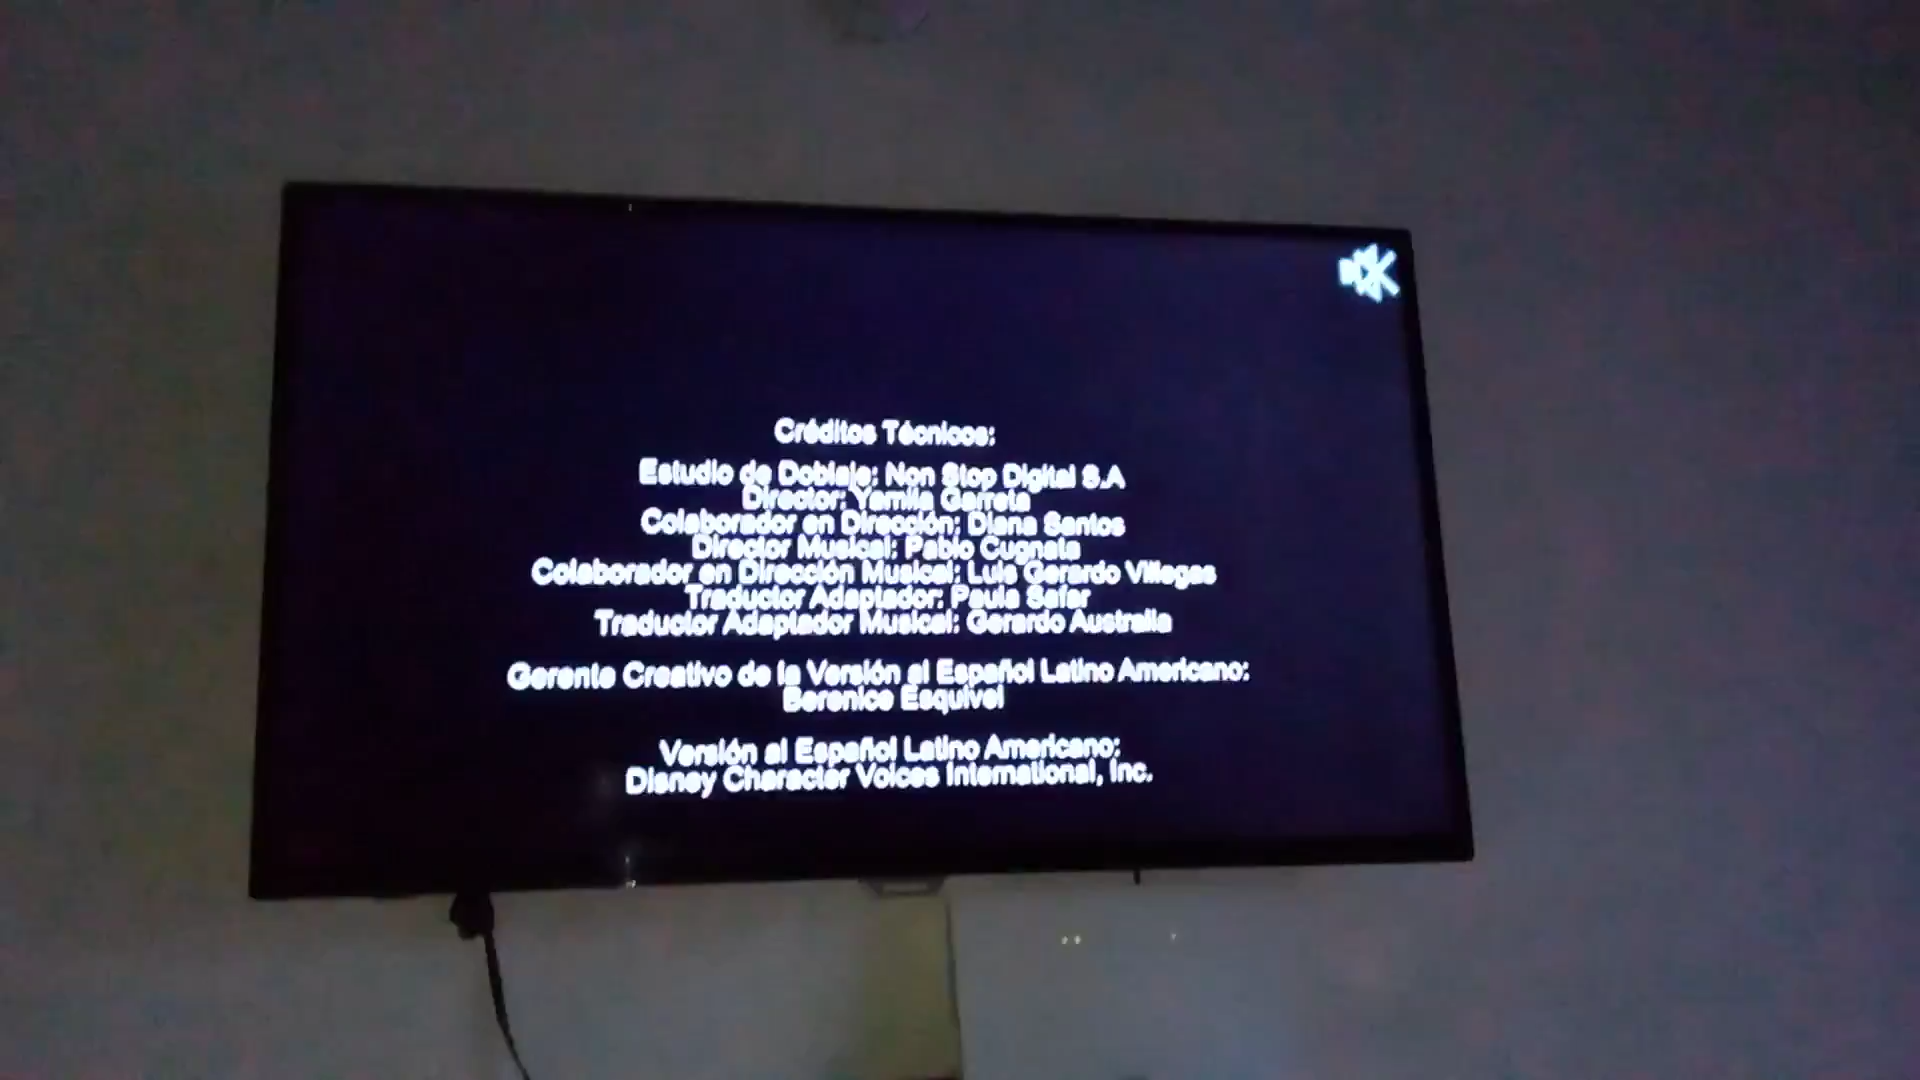 Créditos Técnicos:
Estudio de Doblaje: Non Stop Digital S.A
Director: Yamila Garreta
Colaborador en Dirección: Diana Santos
Director Musical: Pablo Cugnata
Colaborador en Dirección Musical: Luis Gerardo Villegas
Traductor Adaptador: Paula Safar
Traductor Adaptador Musical: Gerardo Australia
Gerente Creativo de la Versión al Español Latino Americano:
Berenice Esquivel
Versión al Español Latino Americano:
Disney Character Voices International, Inc.